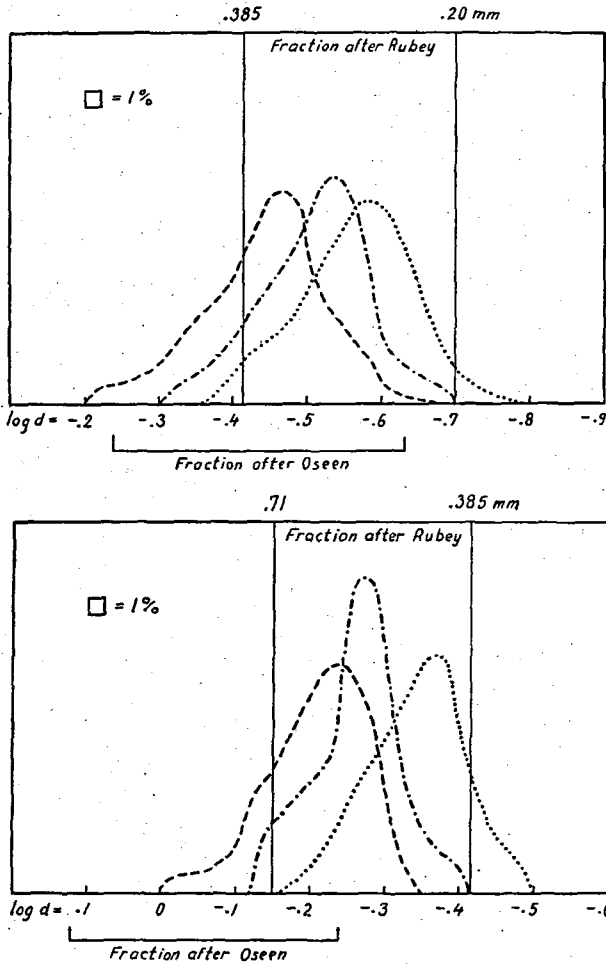 .385 .20 mm
Fraction after Rubey
□ = 1%
log d = -.2 -.3 -.4 -.5 -.6 -.7 -.8 -.9
Fraction after Oseen
.71 .385 mm
Fraction after Rubey
□ = 1%
log d = .1 0 -.1 -.2 -.3 -.4 -.5
Fraction after Oseen